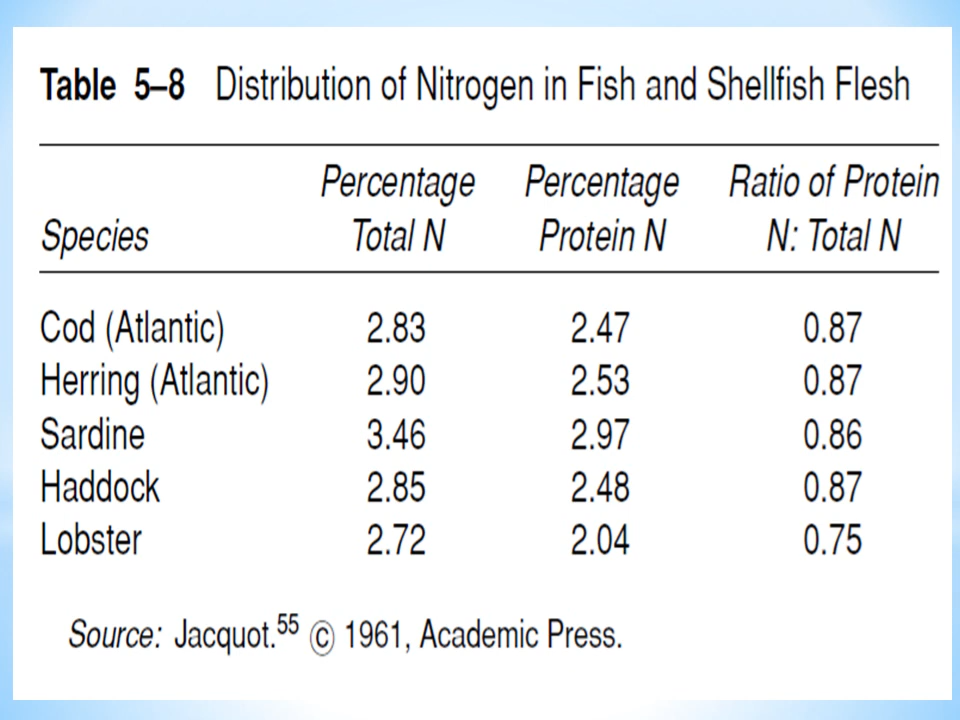 Table 5–8 Distribution of Nitrogen in Fish and Shellfish Flesh
Percentage Percentage Ratio of Protein
Species Total N Protein N N: Total N
Cod (Atlantic) 2.83 2.47 0.87
Herring (Atlantic) 2.90 2.53 0.87
Sardine 3.46 2.97 0.86
Haddock 2.85 2.48 0.87
Lobster 2.72 2.04 0.75
Source: Jacquot.55 © 1961, Academic Press.